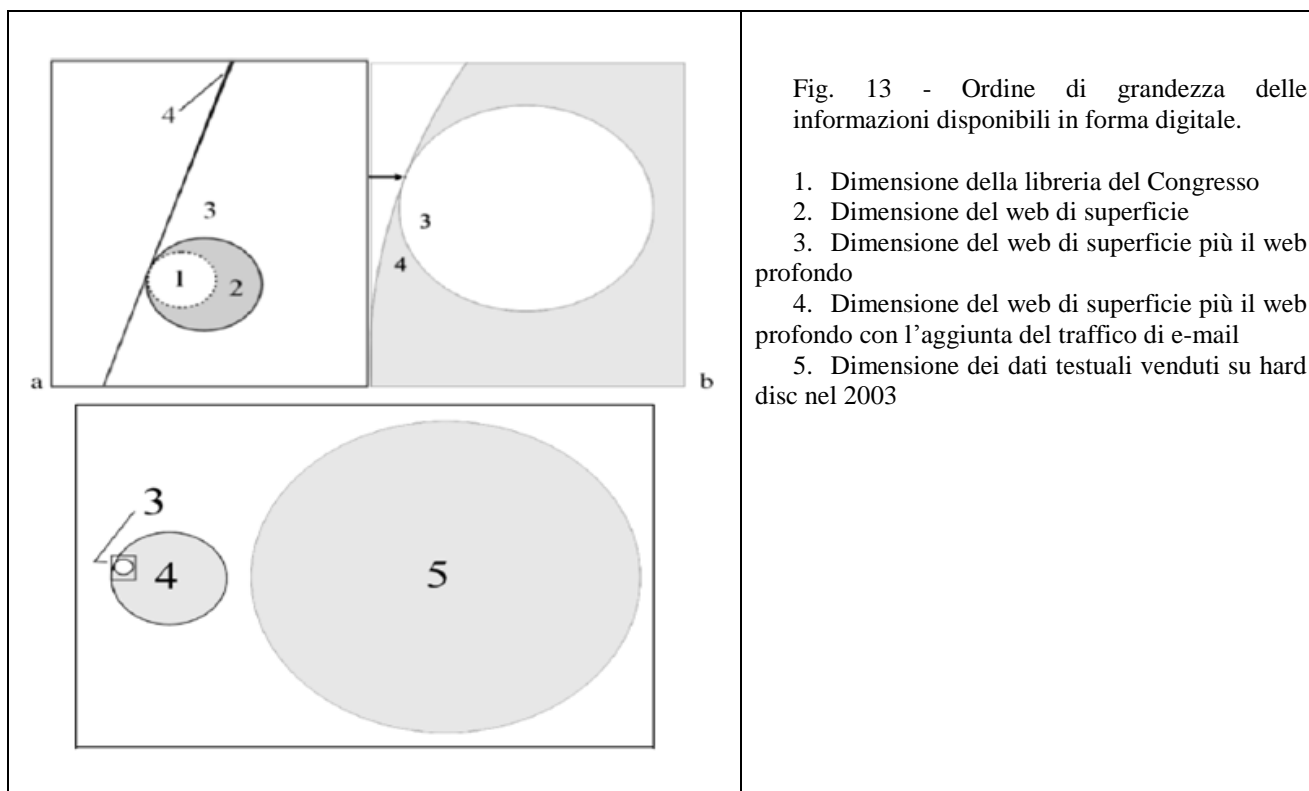 4
3
1
2
a
3
4
b
3
4
5
Fig. 13 - Ordine di grandezza delle
informazioni disponibili in forma digitale.
1. Dimensione della libreria del Congresso
2. Dimensione del web di superficie
3. Dimensione del web di superficie più il web
profondo
4. Dimensione del web di superficie più il web
profondo con l’aggiunta del traffico di e-mail
5. Dimensione dei dati testuali venduti su hard
disc nel 2003